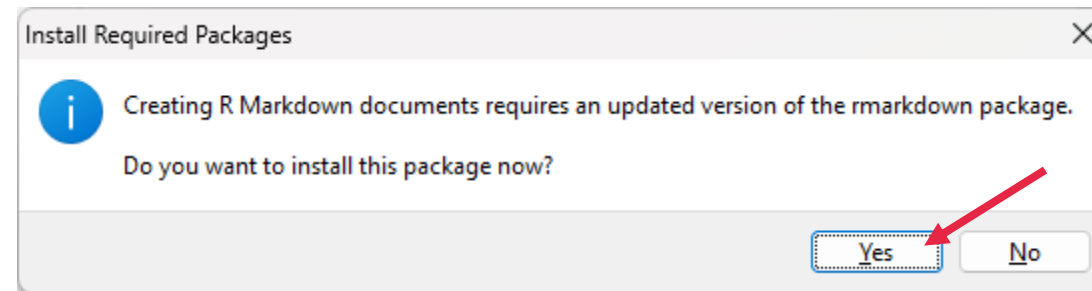 Install Required Packages
Creating R Markdown documents requires an updated version of the rmarkdown package.
Do you want to install this package now?
Yes No